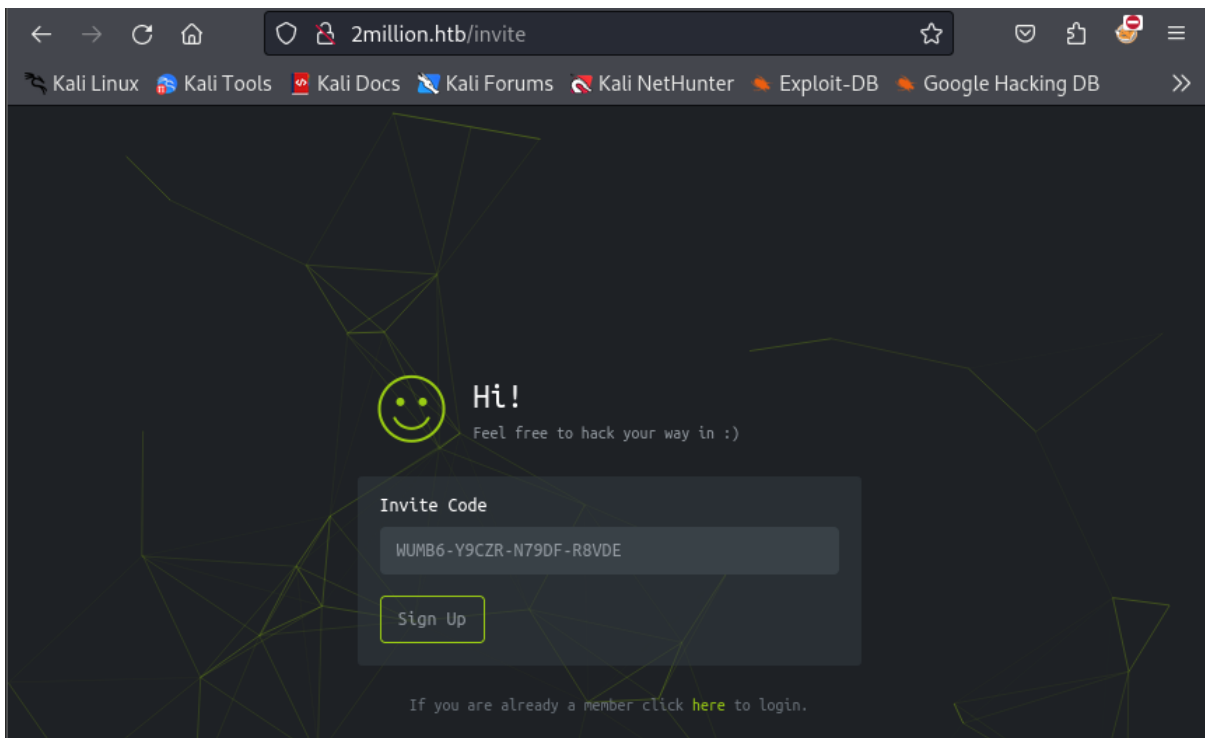 2million.htb/invite
Kali Linux Kali Tools Kali Docs Kali Forums Kali NetHunter Exploit-DB Google Hacking DB
Hi!
Feel free to hack your way in :)
Invite Code
WUMB6-Y9CZR-N79DF-R8VDE
Sign Up
If you are already a member click here to login.